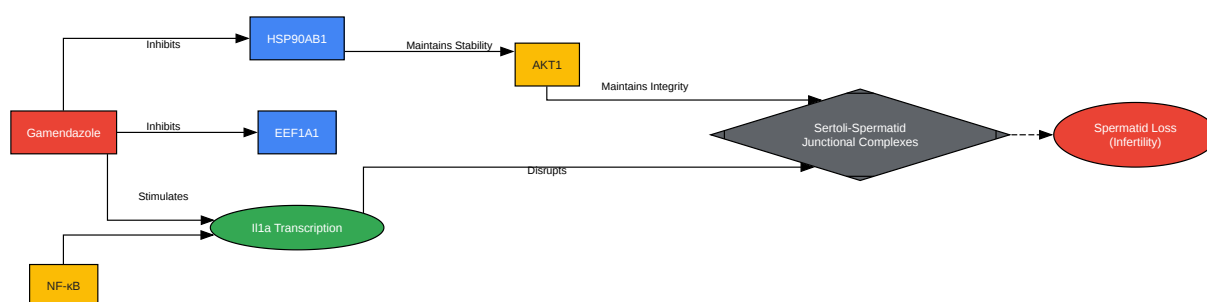 HSP90AB1
Inhibits
Maintains Stability
AKT1
Maintains Integrity
Gamendazole
Inhibits
EEF1A1
Sertoli-Spermatid
Junctional Complexes
Spermatid Loss
(Infertility)
Disrupts
Stimulates
Il1a Transcription
NF-κB